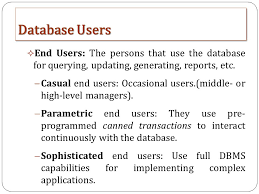 Database Users
❖End Users: The persons that use the database
for querying, updating, generating, reports, etc.
–Casual end users: Occasional users.(middle- or
high-level managers).
–Parametric end users: They use pre-
programmed canned transactions to interact
continuously with the database.
–Sophisticated end users: Use full DBMS
capabilities for implementing complex
applications.